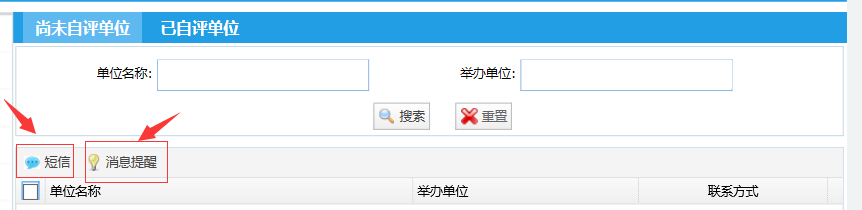 尚未自评单位 已自评单位
单位名称: 举办单位:
搜索 重置
短信 消息提醒
单位名称 举办单位 联系方式